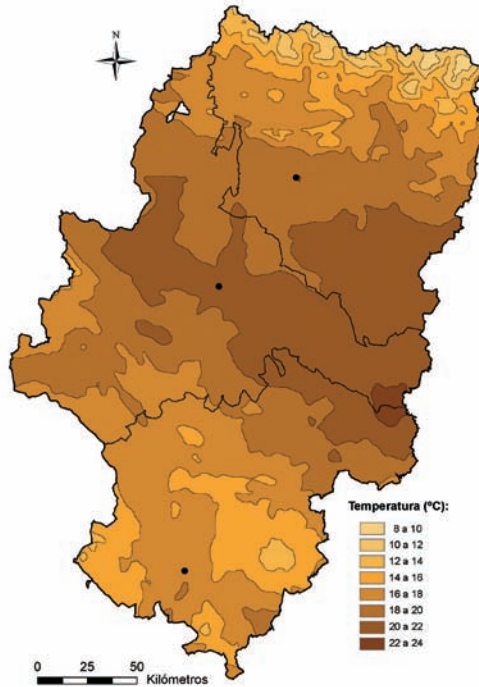 N
Temperatura (ºC):
8 a 10
10 a 12
12 a 14
14 a 16
16 a 18
18 a 20
20 a 22
22 a 24
0 25 50
Kilómetros